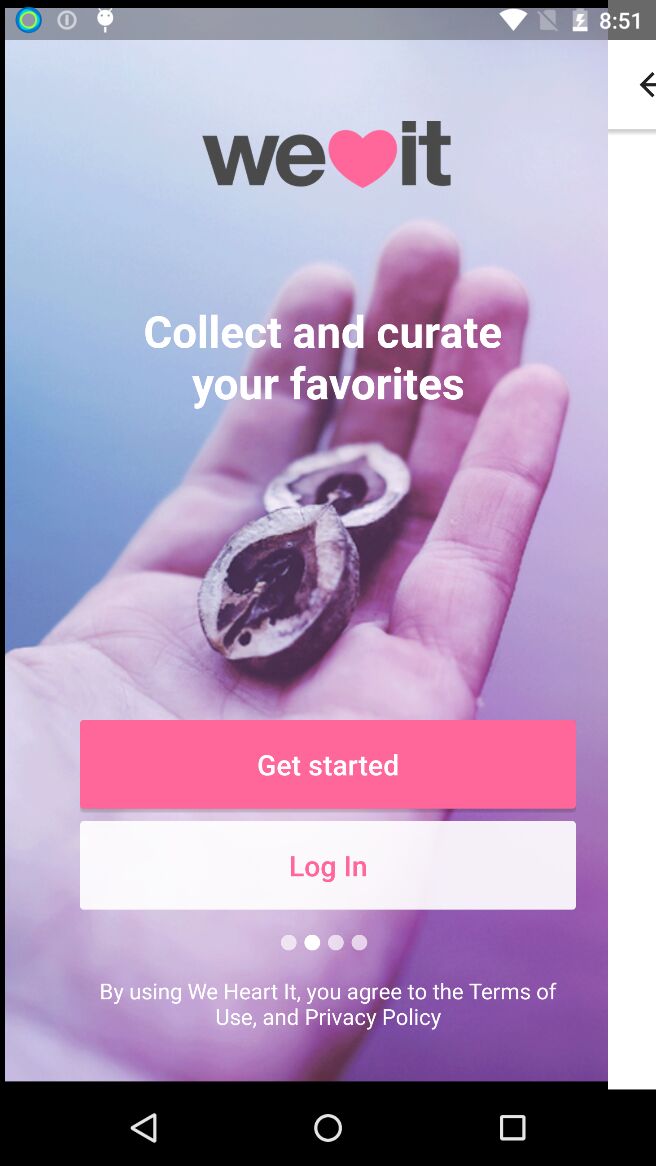 8:51
we it
Collect and curate
your favorites
Get started
Log In
By using We Heart It, you agree to the Terms of
Use, and Privacy Policy